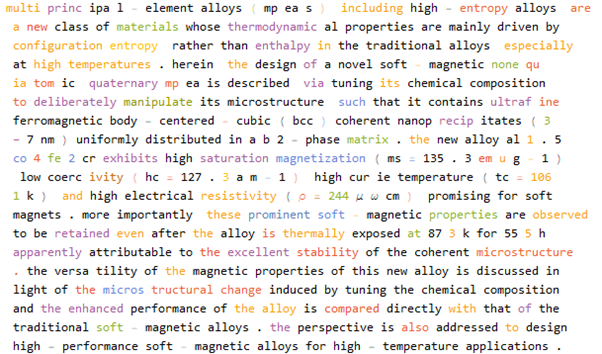 multi princ ipa l – element alloys ( mp ea s ) including high – entropy alloys are
a new class of materials whose thermodynamic al properties are mainly driven by
configuration entropy rather than enthalpy in the traditional alloys especially
at high temperatures . herein the design of a novel soft – magnetic none qu
ia tom ic quaternary mp ea is described via tuning its chemical composition
to deliberately manipulate its microstructure such that it contains ultraf ine
ferromagnetic body – centered – cubic ( bcc ) coherent nanop recip itates ( 3
– 7 nm ) uniformly distributed in a b 2 – phase matrix . the new alloy al 1 . 5
co 4 fe 2 cr exhibits high saturation magnetization ( ms = 135 . 3 em u g – 1 )
low coerc ivity ( hc = 127 . 3 a m – 1 ) high cur ie temperature ( tc = 106
1 k ) and high electrical resistivity ( ρ = 244 μ ω cm ) promising for soft
magnets . more importantly these prominent soft – magnetic properties are observed
to be retained even after the alloy is thermally exposed at 87 3 k for 55 5 h
apparently attributable to the excellent stability of the coherent microstructure
. the versa tility of the magnetic properties of this new alloy is discussed in
light of the micros tructural change induced by tuning the chemical composition
and the enhanced performance of the alloy is compared directly with that of the
traditional soft – magnetic alloys . the perspective is also addressed to design
high – performance soft – magnetic alloys for high – temperature applications .